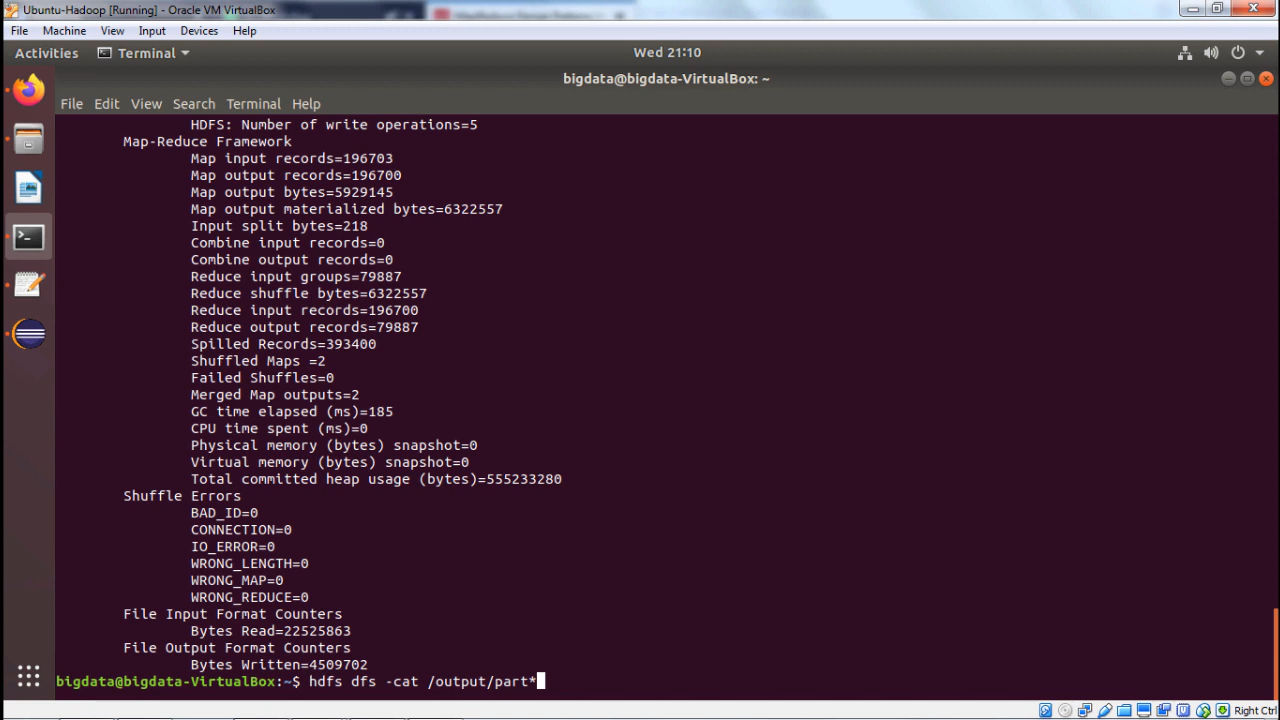 Ubuntu-Hadoop [Running] - Oracle VM VirtualBox
File Machine View Input Devices Help
Activities Terminal Wed 21:10
bigdata@bigdata-VirtualBox: ~
File Edit View Search Terminal Help
HDFS: Number of write operations=5
Map-Reduce Framework
Map input records=196703
Map output records=196700
Map output bytes=5929145
Map output materialized bytes=6322557
Input split bytes=218
Combine input records=0
Combine output records=0
Reduce input groups=79887
Reduce shuffle bytes=6322557
Reduce input records=196700
Reduce output records=79887
Spilled Records=393400
Shuffled Maps =2
Failed Shuffles=0
Merged Map outputs=2
GC time elapsed (ms)=185
CPU time spent (ms)=0
Physical memory (bytes) snapshot=0
Virtual memory (bytes) snapshot=0
Total committed heap usage (bytes)=555233280
Shuffle Errors
BAD_ID=0
CONNECTION=0
IO_ERROR=0
WRONG_LENGTH=0
WRONG_MAP=0
WRONG_REDUCE=0
File Input Format Counters
Bytes Read=22525863
File Output Format Counters
Bytes Written=4509702
bigdata@bigdata-VirtualBox:~$ hdfs dfs -cat /output/part*
Right Ctrl